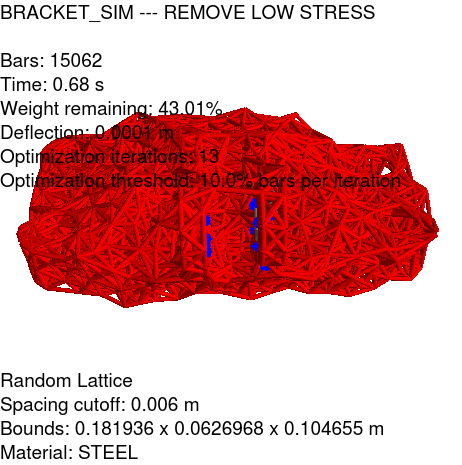 BRACKET_SIM --- REMOVE LOW STRESS
Bars: 15062
Time: 0.68 s
Weight remaining: 43.01%
Deflection: 0.0001 m
Optimization iterations: 13
Optimization threshold: 10.0% bars per iteration
Random Lattice
Spacing cutoff: 0.006 m
Bounds: 0.181936 x 0.0626968 x 0.104655 m
Material: STEEL